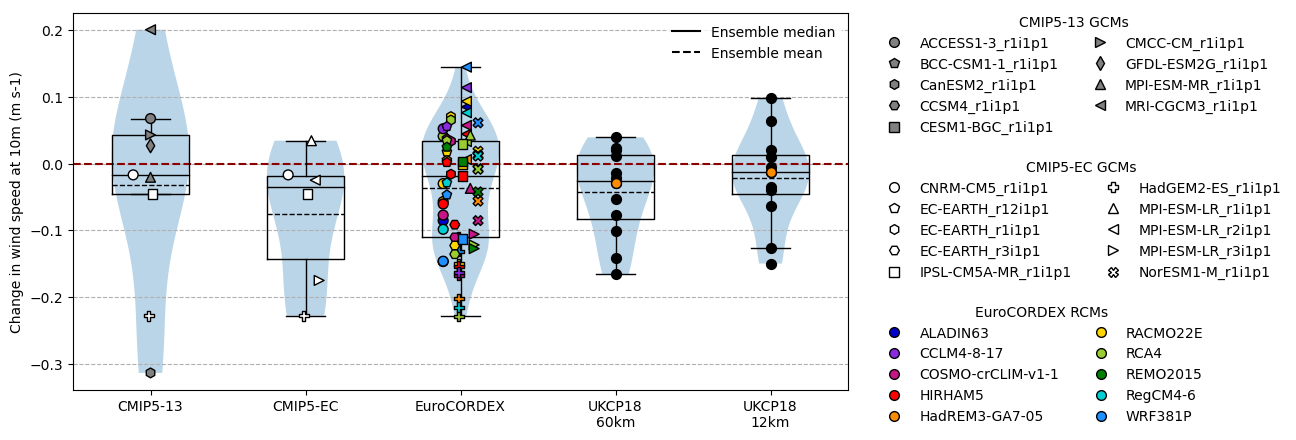 Change in wind speed at 10m (m s-1)
0.2
0.1
0.0
−0.1
−0.2
−0.3
Ensemble median
Ensemble mean
CMIP5-13
CMIP5-EC
EuroCORDEX
UKCP18
60km
UKCP18
12km
CMIP5-13 GCMs
ACCESS1-3_r1i1p1
BCC-CSM1-1_r1i1p1
CanESM2_r1i1p1
CCSM4_r1i1p1
CESM1-BGC_r1i1p1
CMCC-CM_r1i1p1
GFDL-ESM2G_r1i1p1
MPI-ESM-MR_r1i1p1
MRI-CGCM3_r1i1p1
CMIP5-EC GCMs
CNRM-CM5_r1i1p1
EC-EARTH_r12i1p1
EC-EARTH_r1i1p1
EC-EARTH_r3i1p1
IPSL-CM5A-MR_r1i1p1
HadGEM2-ES_r1i1p1
MPI-ESM-LR_r1i1p1
MPI-ESM-LR_r2i1p1
MPI-ESM-LR_r3i1p1
NorESM1-M_r1i1p1
EuroCORDEX RCMs
ALADIN63
CCLM4-8-17
COSMO-crCLIM-v1-1
HIRHAM5
HadREM3-GA7-05
RACMO22E
RCA4
REMO2015
RegCM4-6
WRF381P